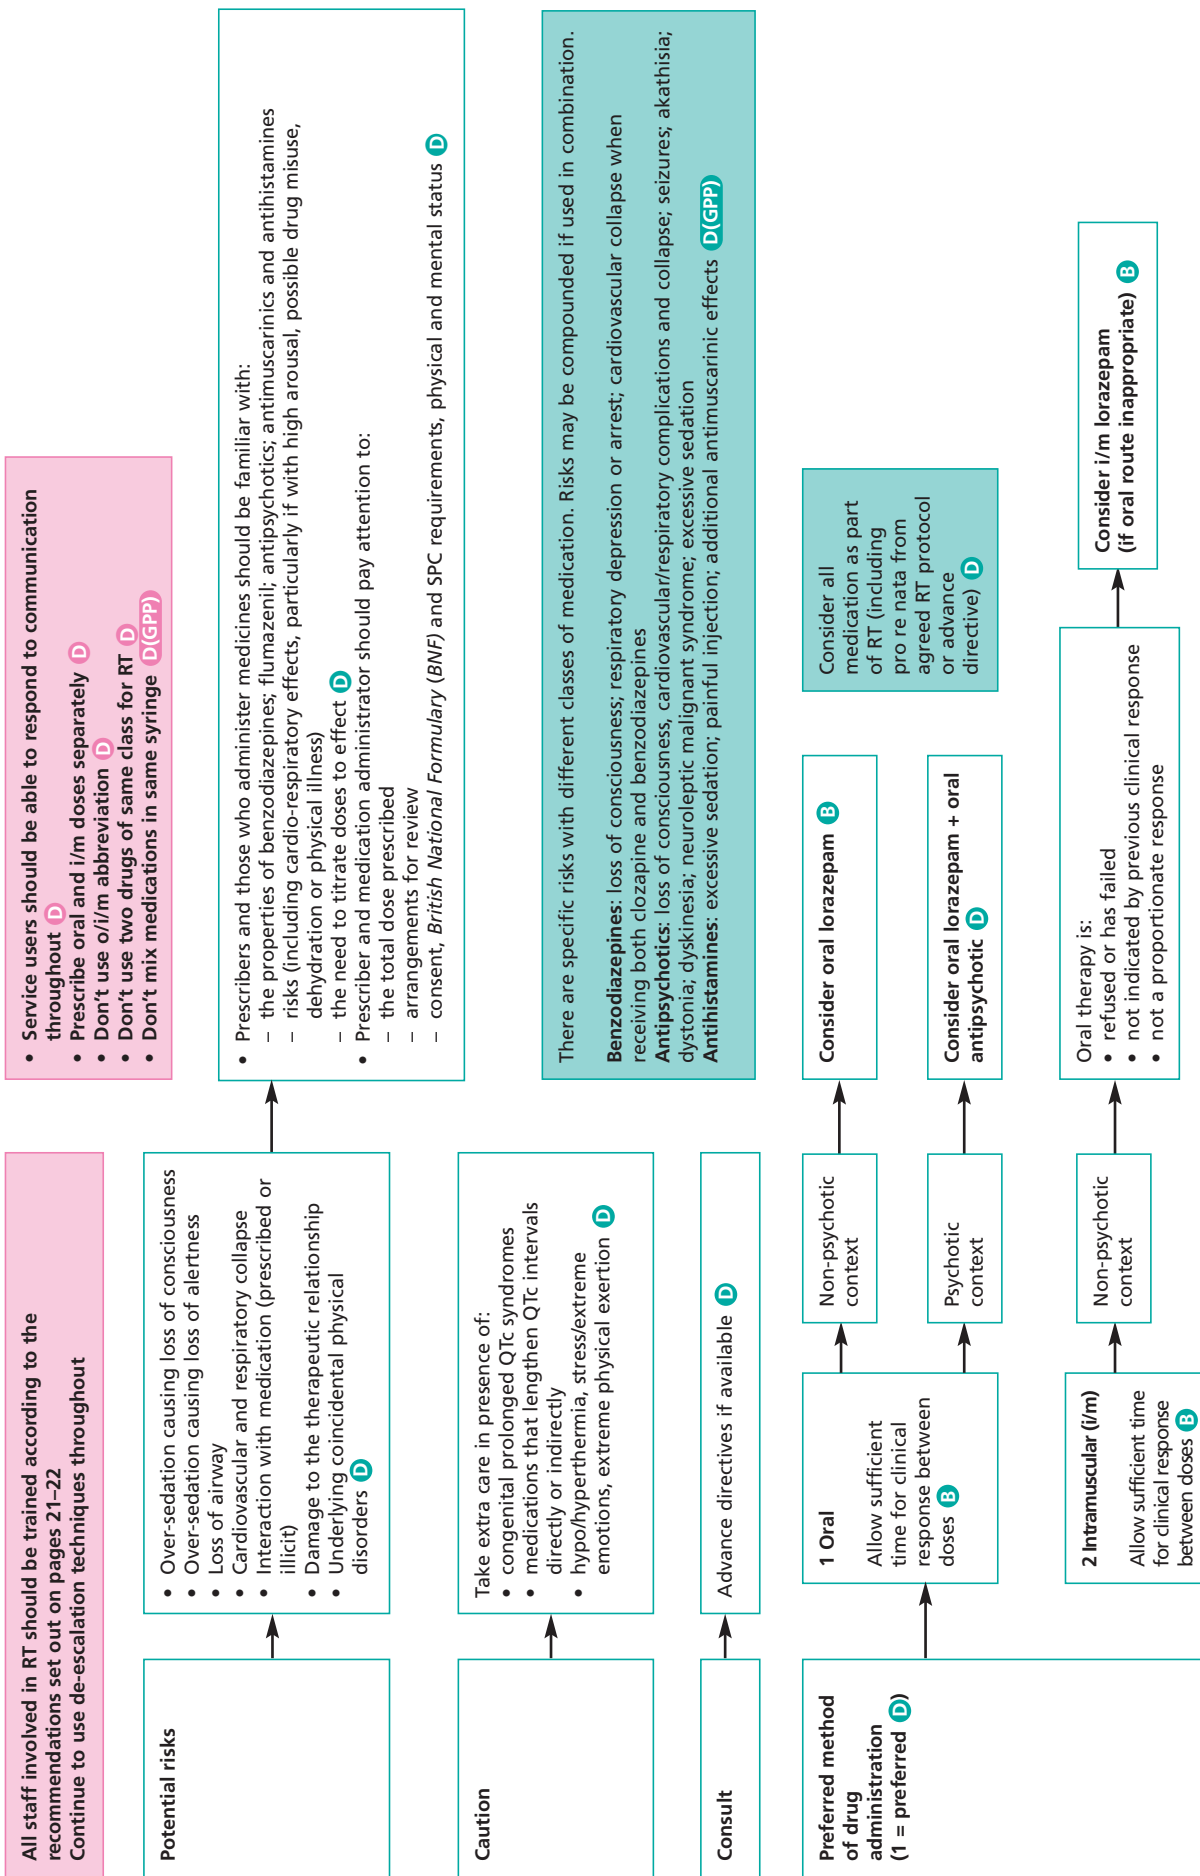 All staff involved in RT should be trained according to the
recommendations set out on pages 21–22
Continue to use de-escalation techniques throughout
• Service users should be able to respond to communication
throughout D
• Prescribe oral and i/m doses separately D
• Don't use o/i/m abbreviation D
• Don't use two drugs of same class for RT D
• Don't mix medications in same syringe D(GPP)
Potential risks
• Over-sedation causing loss of consciousness
• Over-sedation causing loss of alertness
• Loss of airway
• Cardiovascular and respiratory collapse
• Interaction with medication (prescribed or
illicit)
• Damage to the therapeutic relationship
• Underlying coincidental physical
disorders D
• Prescribers and those who administer medicines should be familiar with:
– the properties of benzodiazepines; flumazenil; antipsychotics; antimuscarinics and antihistamines
– risks (including cardio-respiratory effects, particularly if with high arousal, possible drug misuse,
dehydration or physical illness)
– the need to titrate doses to effect D
• Prescriber and medication administrator should pay attention to:
– the total dose prescribed
– arrangements for review
– consent, British National Formulary (BNF) and SPC requirements, physical and mental status D
Caution
Take extra care in presence of:
• congenital prolonged QTc syndromes
• medications that lengthen QTc intervals
directly or indirectly
• hypo/hyperthermia, stress/extreme
emotions, extreme physical exertion D
There are specific risks with different classes of medication. Risks may be compounded if used in combination.
Benzodiazepines: loss of consciousness; respiratory depression or arrest; cardiovascular collapse when
receiving both clozapine and benzodiazepines
Antipsychotics: loss of consciousness, cardiovascular/respiratory complications and collapse; seizures; akathisia;
dystonia; dyskinesia; neuroleptic malignant syndrome; excessive sedation
Antihistamines: excessive sedation; painful injection; additional antimuscarinic effects D(GPP)
Consult
Advance directives if available D
Preferred method
of drug
administration
(1 = preferred D)
1 Oral
Allow sufficient
time for clinical
response between
doses B
Non-psychotic
context
Consider oral lorazepam B
Psychotic
context
Consider oral lorazepam + oral
antipsychotic D
Consider all
medication as part
of RT (including
pro re nata from
agreed RT protocol
or advance
directive) D
2 Intramuscular (i/m)
Allow sufficient time
for clinical response
between doses B
Non-psychotic
context
Oral therapy is:
• refused or has failed
• not indicated by previous clinical response
• not a proportionate response
Consider i/m lorazepam
(if oral route inappropriate) B